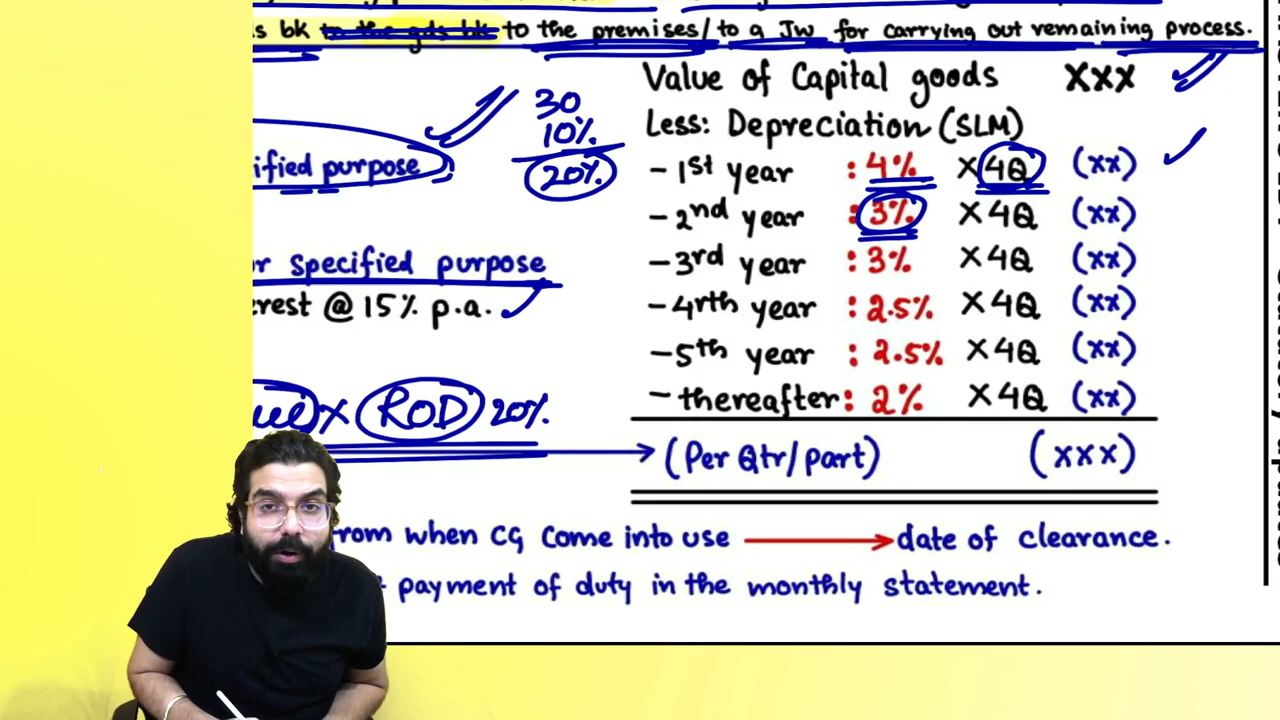 s bk to the gds bk to the premises/to a Jw for carrying out remaining process.
Value of Capital goods XXX
Less: Depreciation (SLM)
- 1st year : 4% X 4Q (xx)
- 2nd year : 3% X 4Q (xx)
- 3rd year : 3% X 4Q (xx)
- 4rth year : 2.5% X 4Q (xx)
- 5th year : 2.5% X 4Q (xx)
- thereafter : 2% X 4Q (xx)
(Per Qtr/part) (xxx)
30
10%
20%
ified purpose
r specified purpose
erest @ 15% p.a.
X ROD 20%
rom when CG come into use → date of clearance.
payment of duty in the monthly statement.